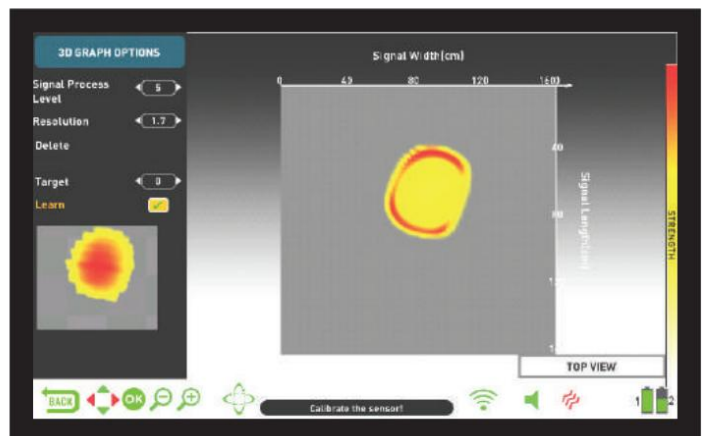 3D GRAPH OPTIONS
Signal Process
Level
5
Resolution
1.7
Delete
Target
0
Learn
Signal Width(cm)
0 40 80 120 160
40
80
Signal Length(cm)
STRENGTH
TOP VIEW
BACK
OK
Calibrate the sensor!
1
2